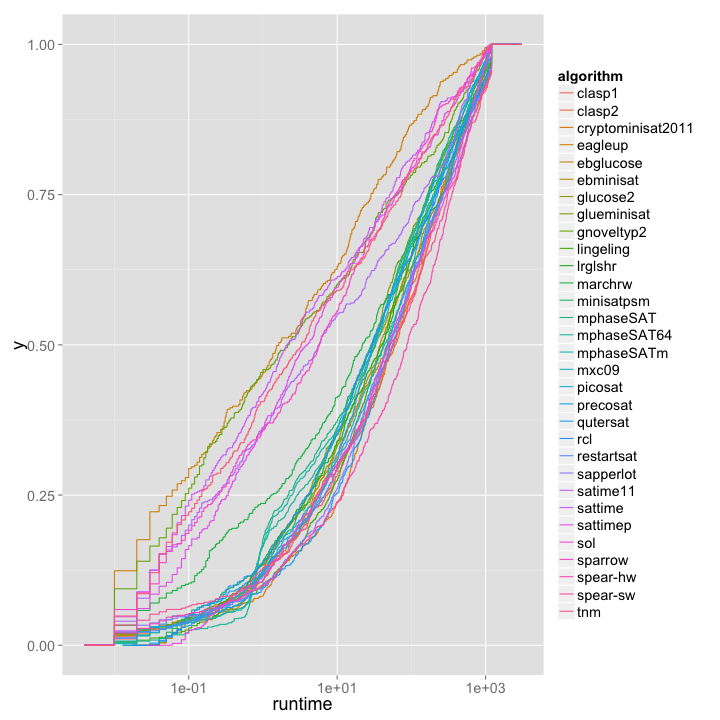 1.00
0.75
0.50
0.25
0.00
y
1e-01
1e+01
1e+03
runtime
algorithm
clasp1
clasp2
cryptominisat2011
eagleup
ebglucose
ebminisat
glucose2
glueminisat
gnoveltyp2
lingeling
lrglshr
marchrw
minisatpsm
mphaseSAT
mphaseSAT64
mphaseSATm
mxc09
picosat
precosat
qutersat
rcl
restartsat
sapperlot
satime11
sattime
sattimep
sol
sparrow
spear-hw
spear-sw
tnm